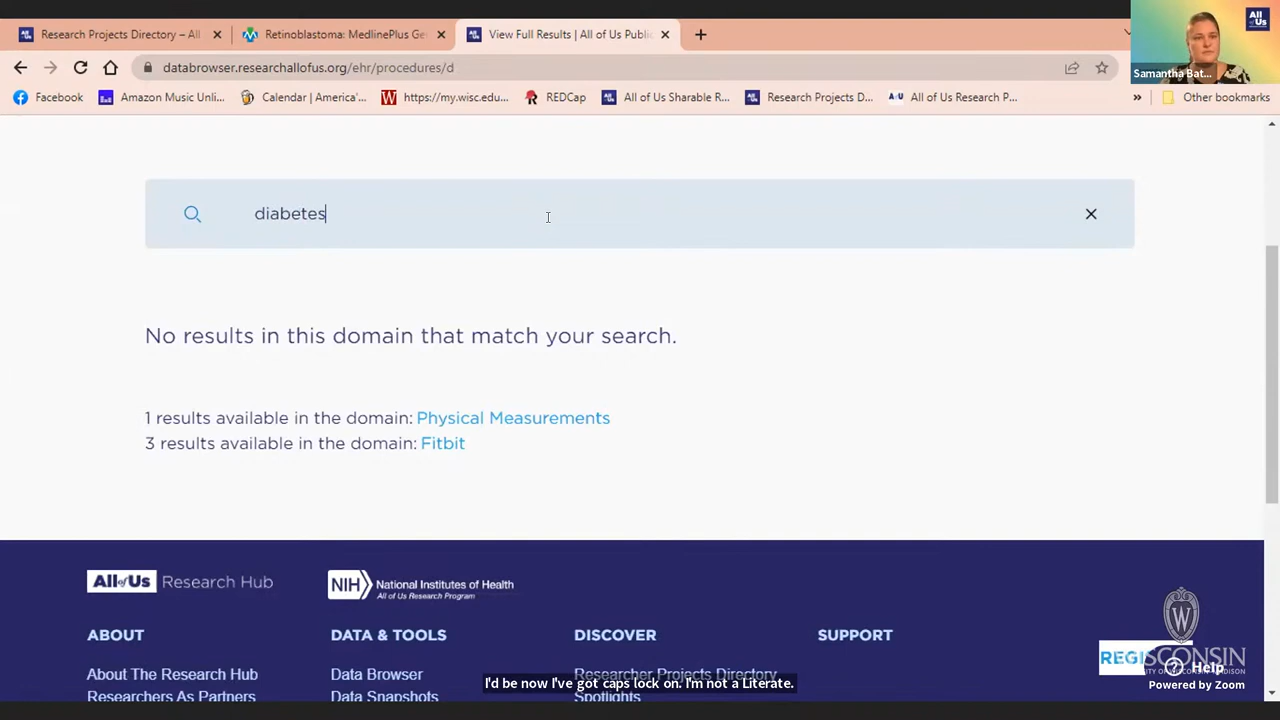 Research Projects Directory – All
Retinoblastoma: MedlinePlus Ge
View Full Results | All of Us Public
All of Us
Samantha Bat...
databrowser.researchallofus.org/ehr/procedures/d
Facebook
Amazon Music Unli...
Calendar | America'...
https://my.wisc.edu...
REDCap
All of Us Sharable R...
Research Projects D...
All of Us Research P...
»
Other bookmarks
diabetes
No results in this domain that match your search.
1 results available in the domain: Physical Measurements
3 results available in the domain: Fitbit
All of Us Research Hub
NIH National Institutes of Health
All of Us Research Program
ABOUT
DATA & TOOLS
DISCOVER
SUPPORT
About The Research Hub
Data Browser
Researcher Projects Directory
Researchers As Partners
Data Snapshots
Spotlights
I'd be now I've got caps lock on. I'm not a Literate.
W
Help
Powered by Zoom